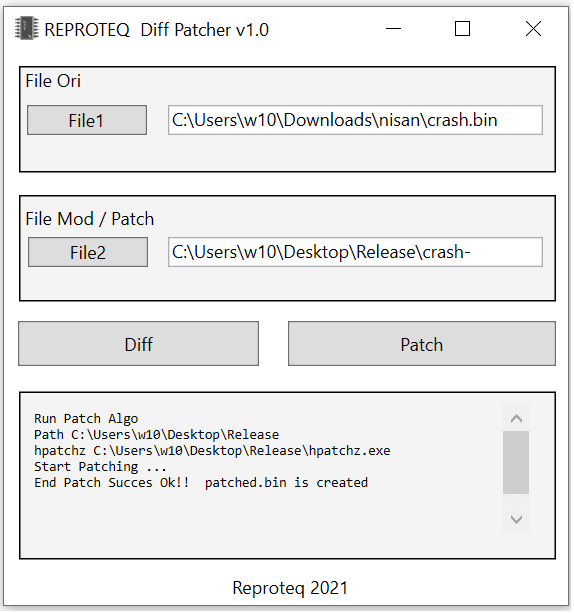 REPROTEQ Diff Patcher v1.0
File Ori
File1 C:\Users\w10\Downloads\nisan\crash.bin
File Mod / Patch
File2 C:\Users\w10\Desktop\Release\crash-
Diff Patch
Run Patch Algo
Path C:\Users\w10\Desktop\Release
hpatchz C:\Users\w10\Desktop\Release\hpatchz.exe
Start Patching ...
End Patch Succes Ok!!  patched.bin is created
Reproteq 2021